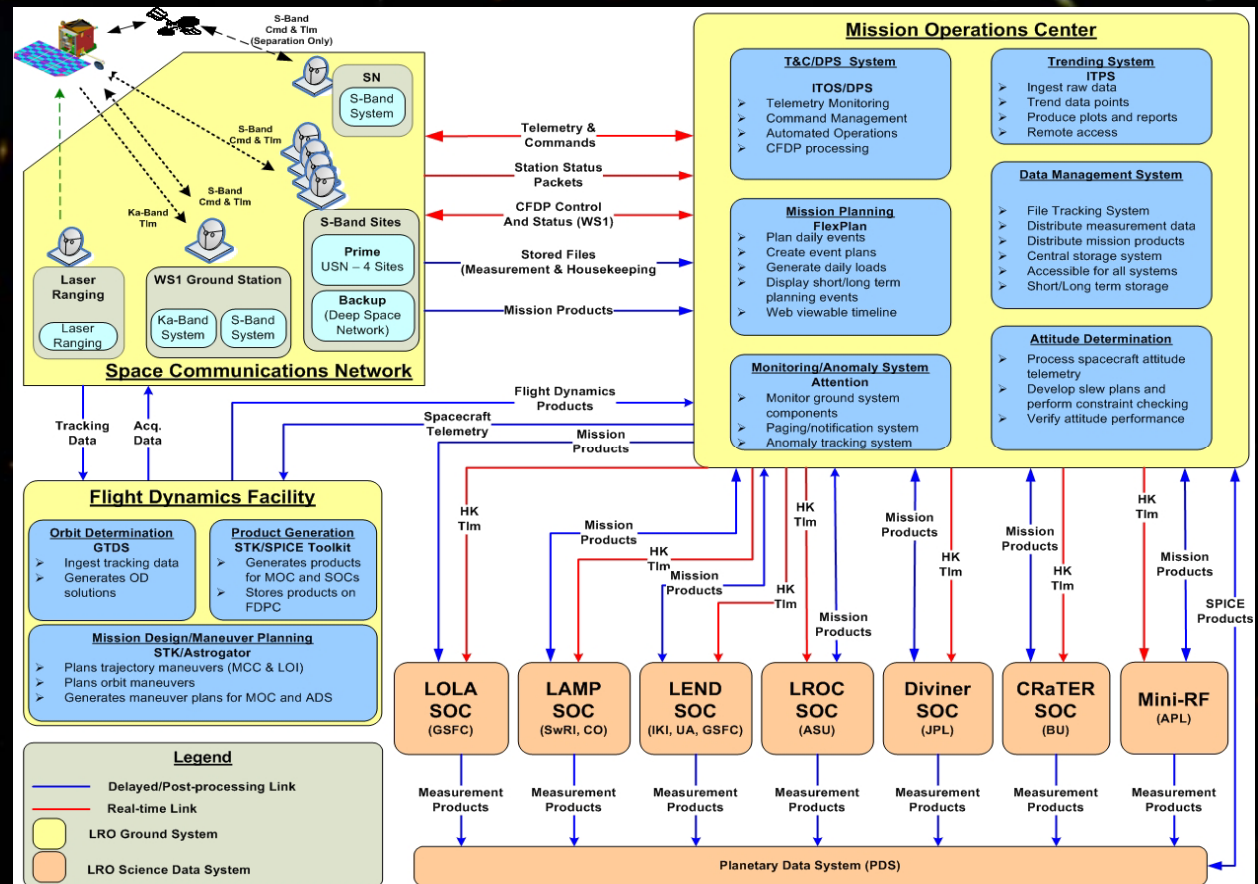 S-Band
Cmd & Tlm
(Separation Only)
SN
S-Band
System
S-Band
Cmd & Tlm
S-Band
Cmd & Tlm
Ka-Band
Tlm
Laser
Ranging
Laser
Ranging
WS1 Ground Station
Ka-Band
System
S-Band
System
S-Band Sites
Prime
USN – 4 Sites
Backup
(Deep Space
Network)
Space Communications Network
Telemetry &
Commands
Station Status
Packets
CFDP Control
And Status (WS1)
Stored Files
(Measurement & Housekeeping
Mission Products
Mission Operations Center
T&C/DPS System
ITOS/DPS
➢ Telemetry Monitoring
➢ Command Management
➢ Automated Operations
➢ CFDP processing
Mission Planning
FlexPlan
➢ Plan daily events
➢ Create event plans
➢ Generate daily loads
➢ Display short/long term
planning events
➢ Web viewable timeline
Monitoring/Anomaly System
Attention
➢ Monitor ground system
components
➢ Paging/notification system
➢ Anomaly tracking system
Trending System
ITPS
➢ Ingest raw data
➢ Trend data points
➢ Produce plots and reports
➢ Remote access
Data Management System
➢ File Tracking System
➢ Distribute measurement data
➢ Distribute mission products
➢ Central storage system
➢ Accessible for all systems
➢ Short/Long term storage
Attitude Determination
➢ Process spacecraft attitude
telemetry
➢ Develop slew plans and
perform constraint checking
➢ Verify attitude performance
Tracking
Data
Acq.
Data
Flight Dynamics
Products
Spacecraft
Telemetry
Mission
Products
Flight Dynamics Facility
Orbit Determination
GTDS
➢ Ingest tracking data
➢ Generates OD
solutions
Product Generation
STK/SPICE Toolkit
➢ Generates products
for MOC and SOCs
➢ Stores products on
FDPC
Mission Design/Maneuver Planning
STK/Astrogator
➢ Plans trajectory maneuvers (MCC & LOI)
➢ Plans orbit maneuvers
➢ Generates maneuver plans for MOC and ADS
HK
Tlm
Mission
Products
HK
Tlm
Mission
Products
HK
Tlm
HK
Tlm
Mission
Products
Mission
Products
HK
Tlm
Mission
Products
HK
Tlm
HK
Tlm
Mission
Products
SPICE
Products
LOLA
SOC
(GSFC)
LAMP
SOC
(SwRI, CO)
LEND
SOC
(IKI, UA, GSFC)
LROC
SOC
(ASU)
Diviner
SOC
(JPL)
CRaTER
SOC
(BU)
Mini-RF
(APL)
Measurement
Products
Measurement
Products
Measurement
Products
Measurement
Products
Measurement
Products
Measurement
Products
Measurement
Products
Planetary Data System (PDS)
Legend
Delayed/Post-processing Link
Real-time Link
LRO Ground System
LRO Science Data System